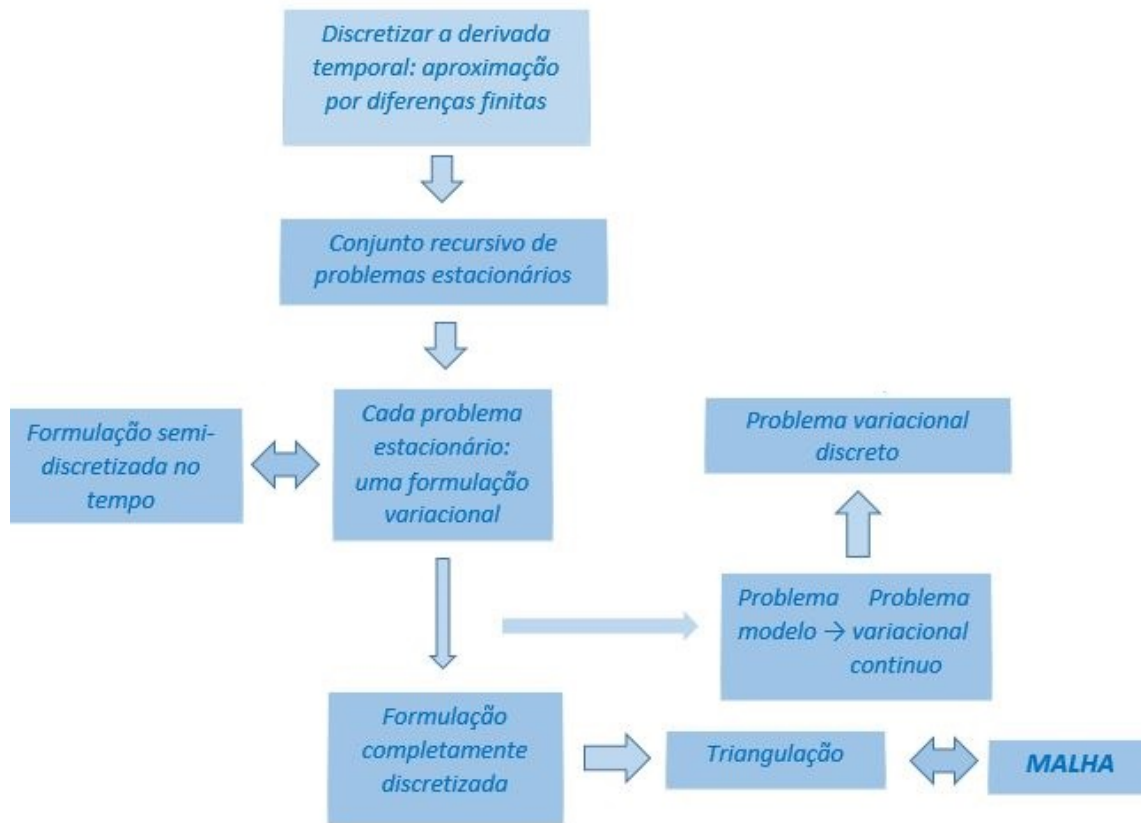 Discretizar a derivada
temporal: aproximação
por diferenças finitas
Conjunto recursivo de
problemas estacionários
Cada problema
estacionário:
uma formulação
variacional
Formulação semi-
discretizada no
tempo
Problema variacional
discreto
Problema Problema
modelo → variacional
continuo
Formulação
completamente
discretizada
Triangulação
MALHA